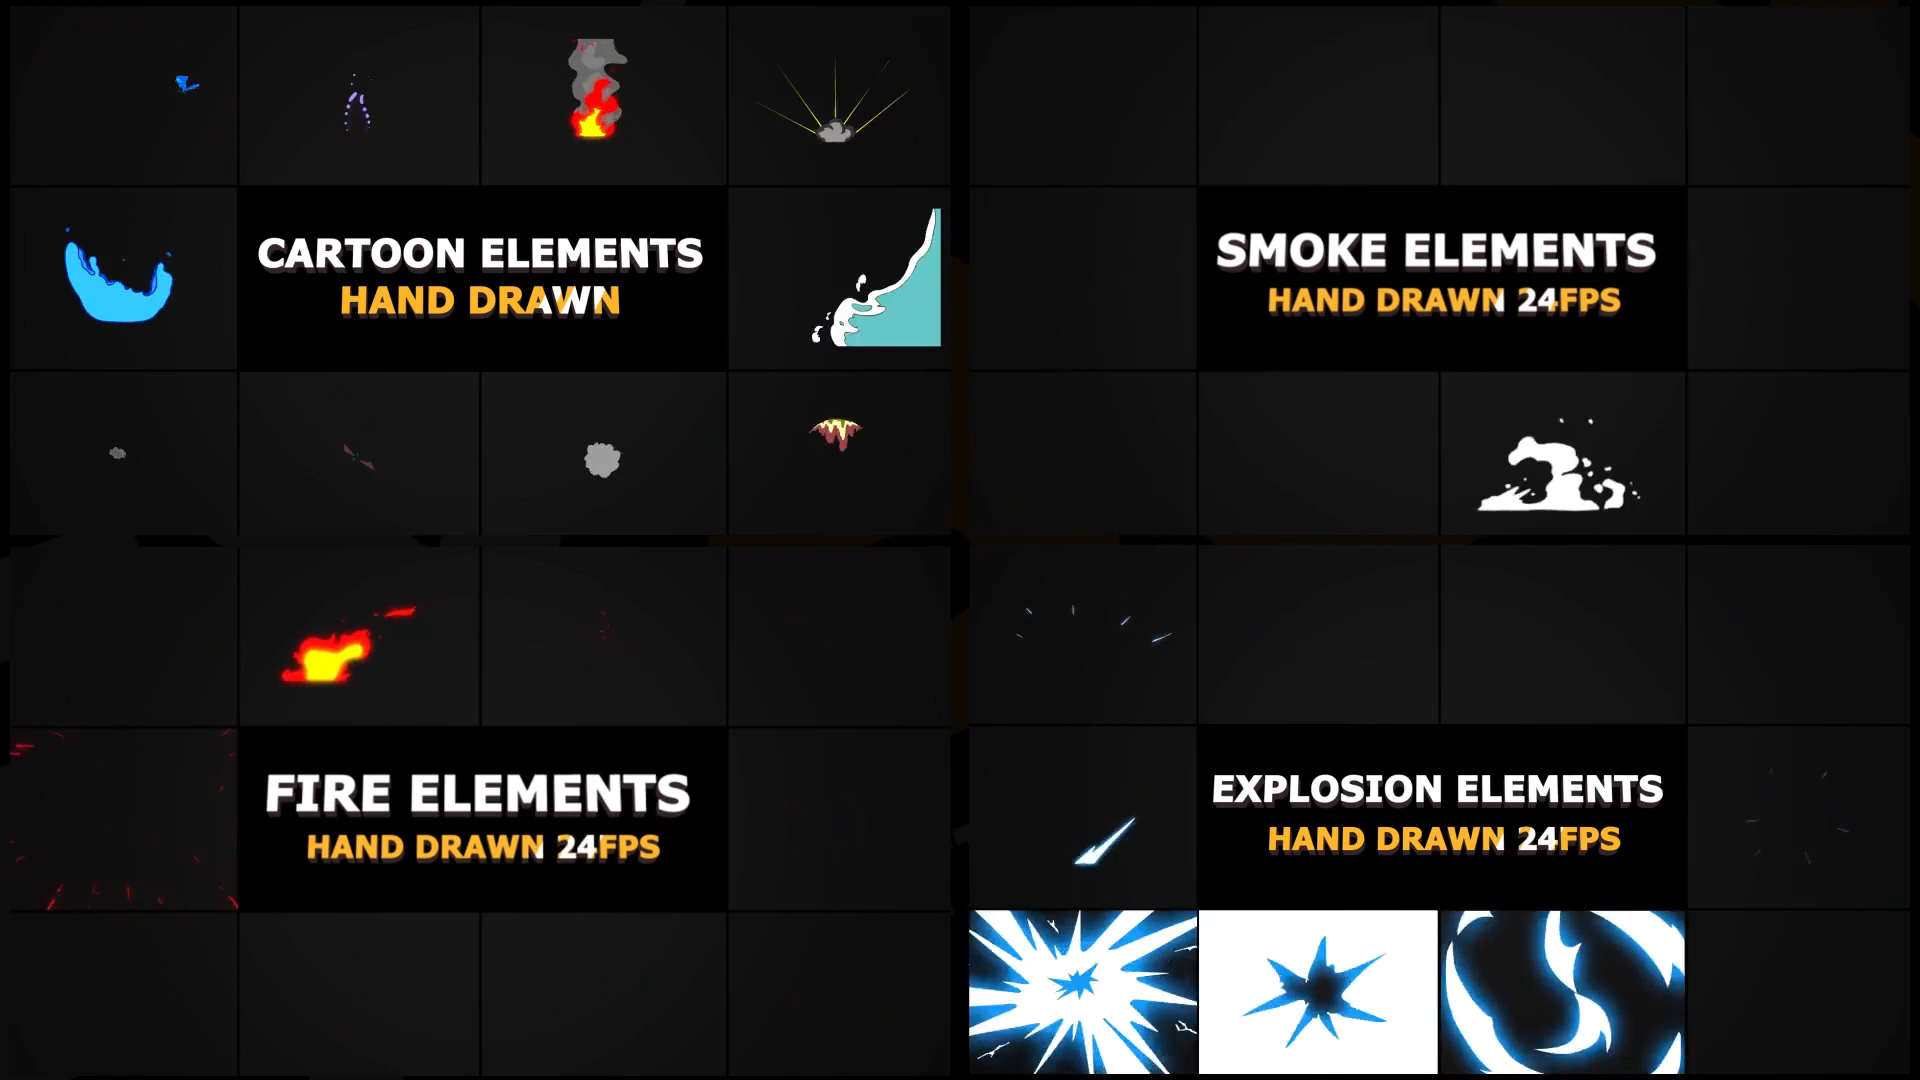 CARTOON ELEMENTS
HAND DRAWN
SMOKE ELEMENTS
HAND DRAWN 24FPS
FIRE ELEMENTS
HAND DRAWN 24FPS
EXPLOSION ELEMENTS
HAND DRAWN 24FPS